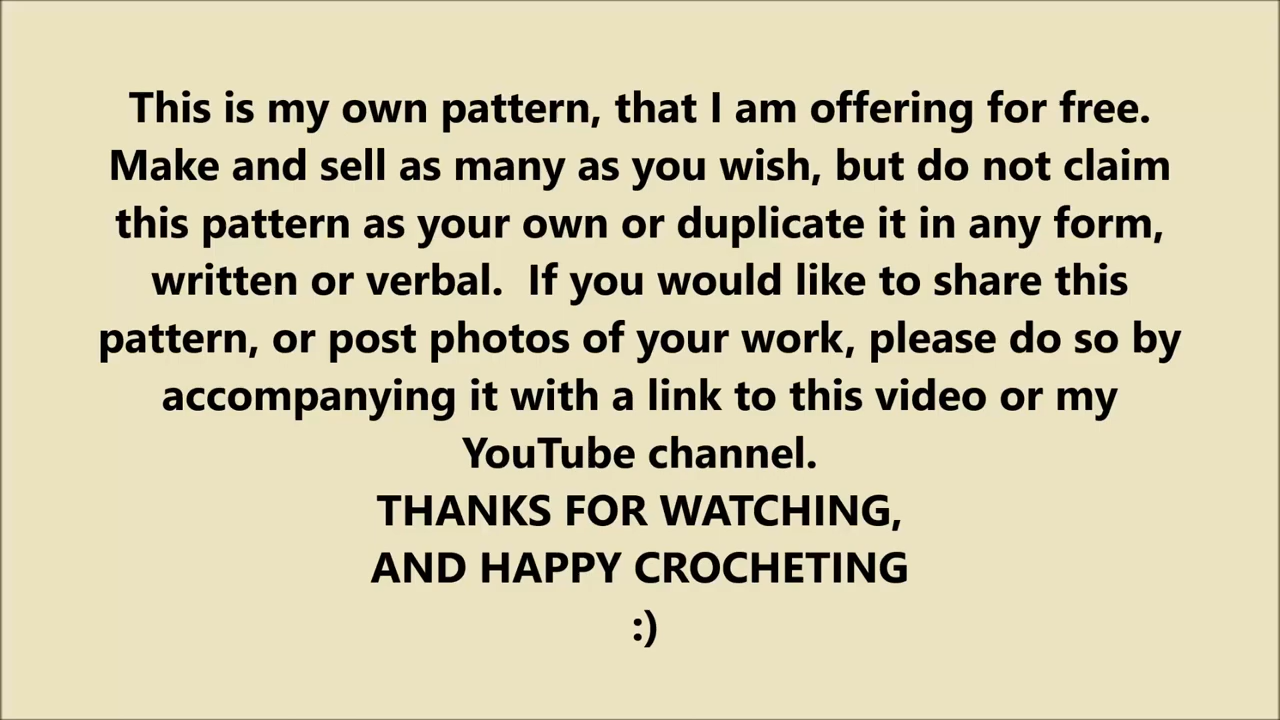 This is my own pattern, that I am offering for free.
Make and sell as many as you wish, but do not claim
this pattern as your own or duplicate it in any form,
written or verbal.  If you would like to share this
pattern, or post photos of your work, please do so by
accompanying it with a link to this video or my
YouTube channel.
THANKS FOR WATCHING,
AND HAPPY CROCHETING
:)